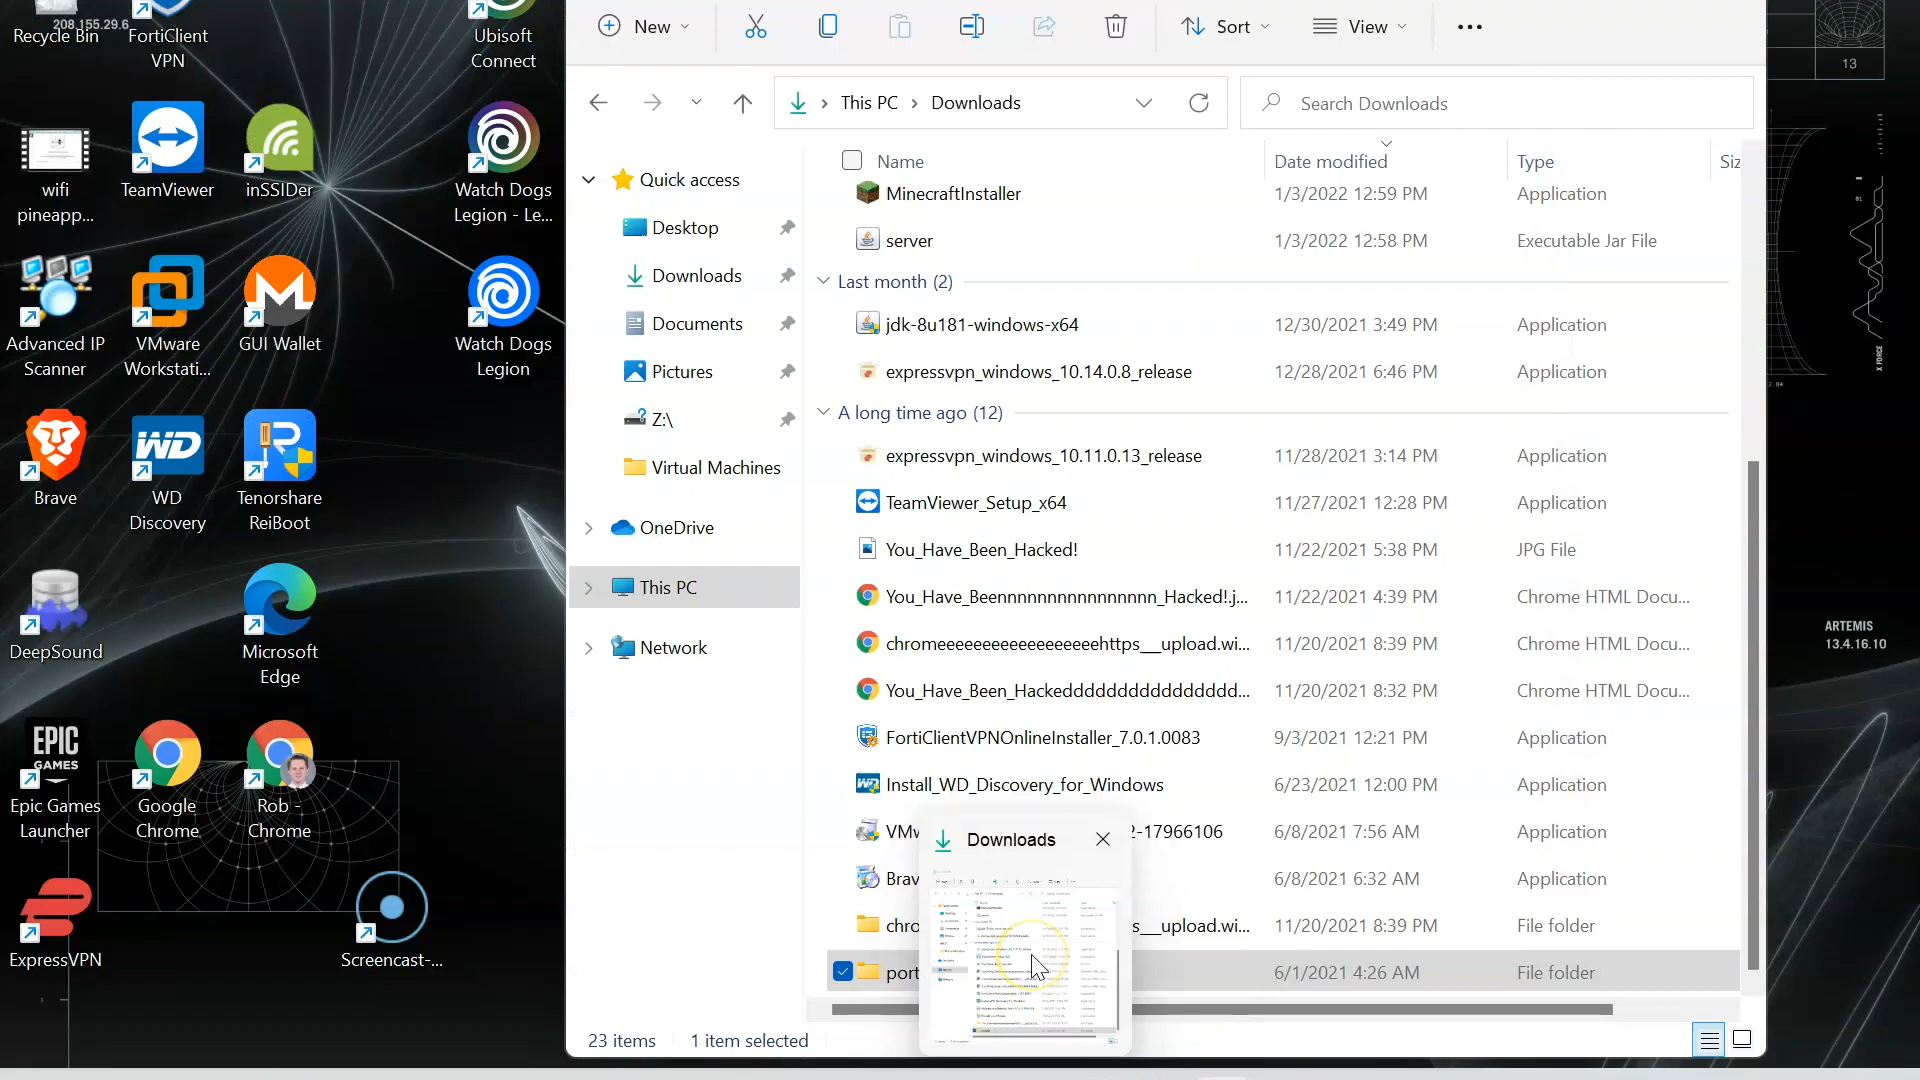 208.155.29.6
Recycle Bin
FortiClient
VPN
Ubisoft
Connect
wifi
pineapp...
TeamViewer
inSSIDer
Watch Dogs
Legion - Le...
Advanced IP
Scanner
VMware
Workstati...
GUI Wallet
Watch Dogs
Legion
Brave
WD
WD
Discovery
Tenorshare
ReiBoot
DeepSound
Microsoft
Edge
EPIC
GAMES
Epic Games
Launcher
Google
Chrome
Rob -
Chrome
ExpressVPN
Screencast-...
New
Sort
View
This PC
Downloads
Search Downloads
Quick access
Desktop
Downloads
Documents
Pictures
Z:\
Virtual Machines
OneDrive
This PC
Network
Name
Date modified
Type
Siz
MinecraftInstaller
1/3/2022 12:59 PM
Application
server
1/3/2022 12:58 PM
Executable Jar File
Last month (2)
jdk-8u181-windows-x64
12/30/2021 3:49 PM
Application
expressvpn_windows_10.14.0.8_release
12/28/2021 6:46 PM
Application
A long time ago (12)
expressvpn_windows_10.11.0.13_release
11/28/2021 3:14 PM
Application
TeamViewer_Setup_x64
11/27/2021 12:28 PM
Application
You_Have_Been_Hacked!
11/22/2021 5:38 PM
JPG File
You_Have_Beennnnnnnnnnnnnnnnn_Hacked!.j...
11/22/2021 4:39 PM
Chrome HTML Docu...
chromeeeeeeeeeeeeeeeeeehttps__upload.wi...
11/20/2021 8:39 PM
Chrome HTML Docu...
You_Have_Been_Hackeddddddddddddddddd...
11/20/2021 8:32 PM
Chrome HTML Docu...
FortiClientVPNOnlineInstaller_7.0.1.0083
9/3/2021 12:21 PM
Application
Install_WD_Discovery_for_Windows
6/23/2021 12:00 PM
Application
2-17966106
6/8/2021 7:56 AM
Application
Brav
6/8/2021 6:32 AM
Application
chro
s__upload.wi...
11/20/2021 8:39 PM
File folder
port
6/1/2021 4:26 AM
File folder
Downloads
23 items
1 item selected
13
X FORCE
ARTEMIS
13.4.16.10